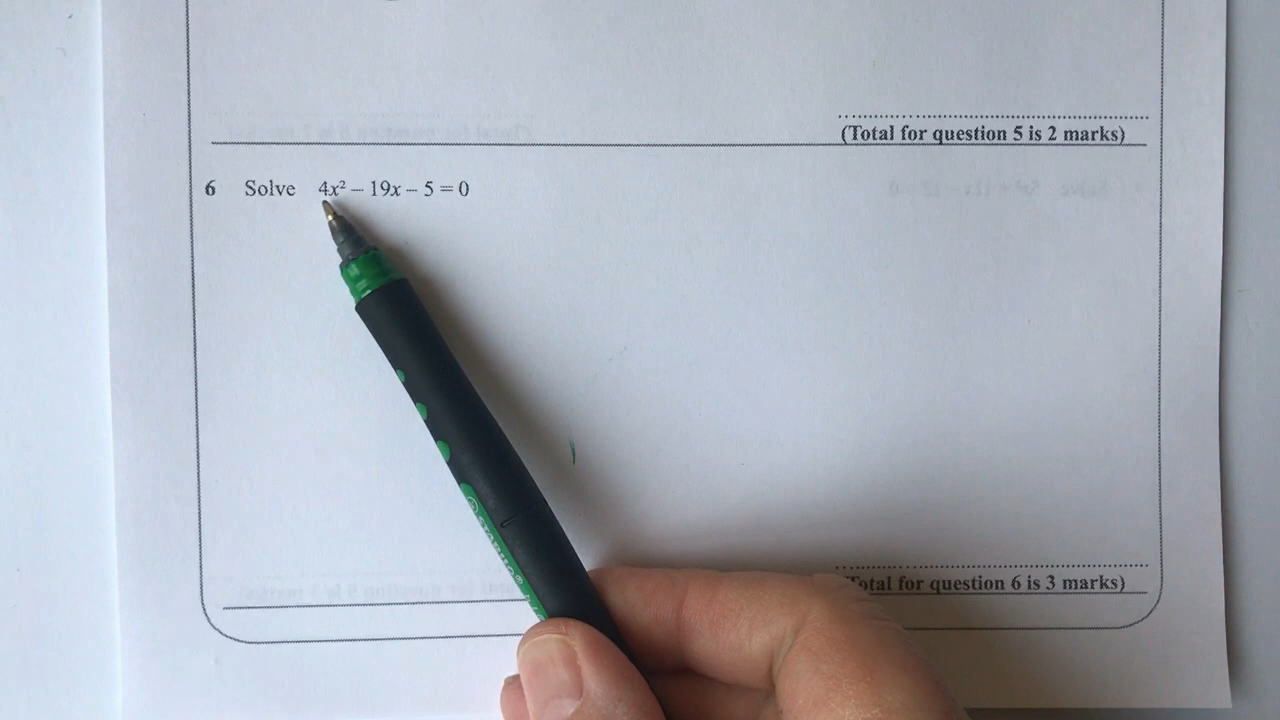 (Total for question 5 is 2 marks)
6 Solve 4x² – 19x – 5 = 0
Total for question 6 is 3 marks)